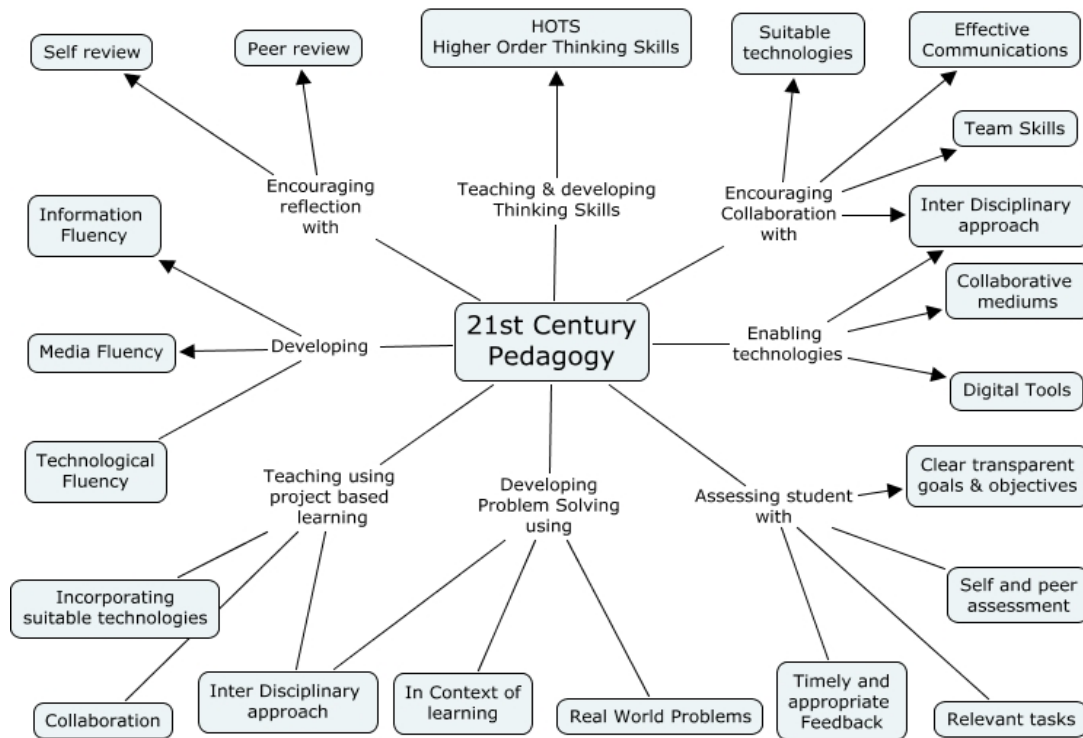 Self review
Peer review
HOTS
Higher Order Thinking Skills
Suitable
technologies
Effective
Communications
Team Skills
Encouraging
reflection
with
Teaching & developing
Thinking Skills
Encouraging
Collaboration
with
Inter Disciplinary
approach
Information
Fluency
Collaborative
mediums
21st Century
Pedagogy
Media Fluency
Developing
Enabling
technologies
Digital Tools
Technological
Fluency
Teaching using
project based
learning
Developing
Problem Solving
using
Assessing student
with
Clear transparent
goals & objectives
Incorporating
suitable technologies
Self and peer
assessment
Collaboration
Inter Disciplinary
approach
In Context of
learning
Real World Problems
Timely and
appropriate
Feedback
Relevant tasks